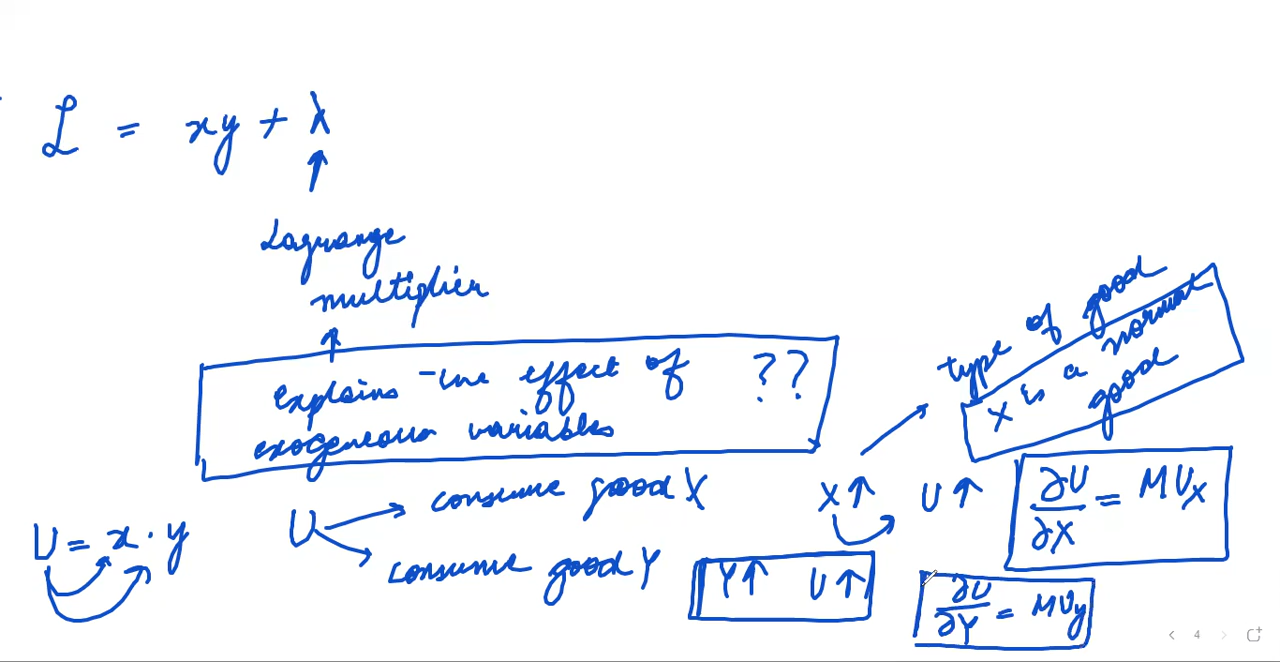 ℒ = xy + λ
Lagrange
multiplier
explains the effect of ??
exogeneous variables
type of good
X is a normal
good
U = x · y
U
consume good X
consume good Y
X↑ U↑
∂U/∂X = MUx
Y↑ U↑
∂U/∂Y = MUy
4